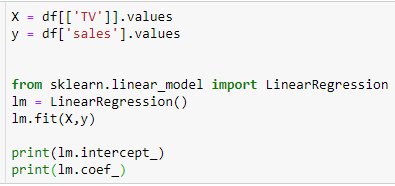 X = df[['TV']].values
y = df['sales'].values
from sklearn.linear_model import LinearRegression
lm = LinearRegression()
lm.fit(X,y)
print(lm.intercept_)
print(lm.coef_)